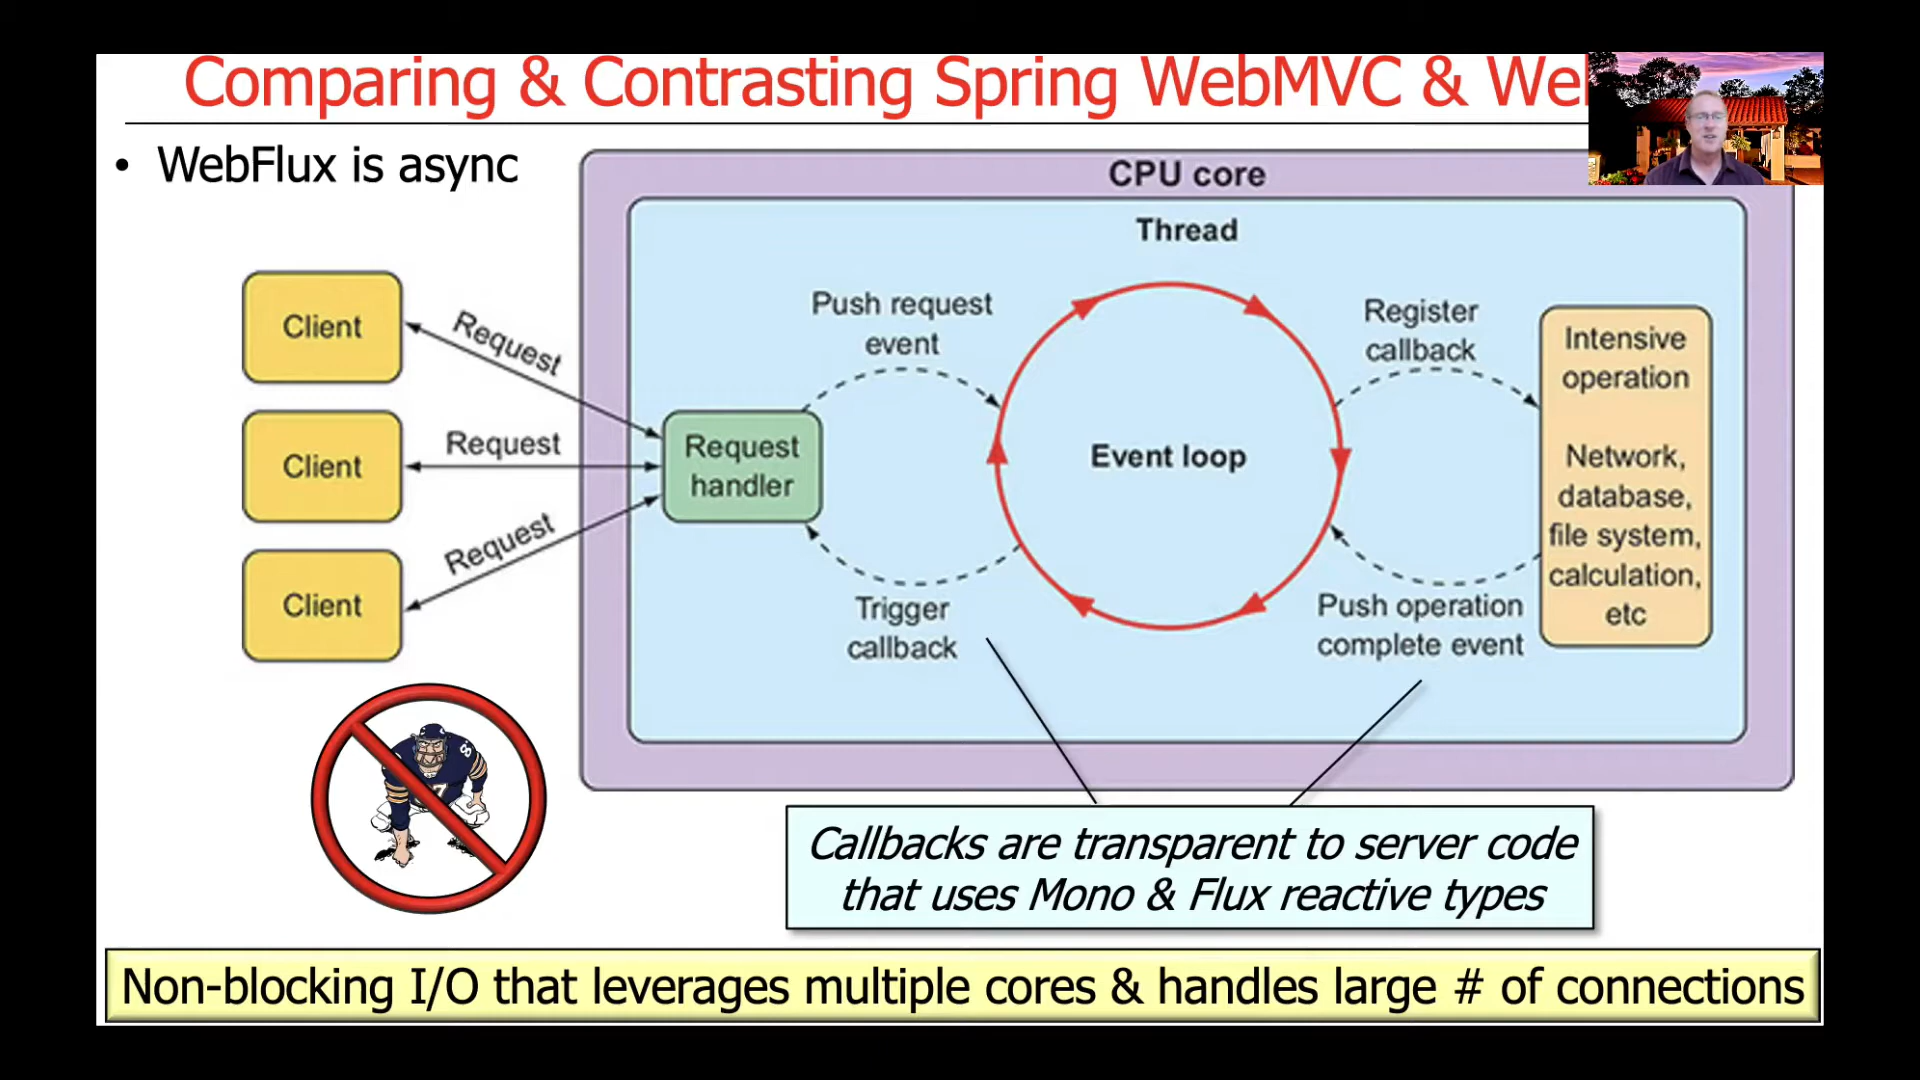 Comparing & Contrasting Spring WebMVC & We
• WebFlux is async
CPU core
Thread
Client
Client
Client
Request
Request
Request
Request
handler
Push request
event
Trigger
callback
Event loop
Register
callback
Push operation
complete event
Intensive
operation
Network,
database,
file system,
calculation,
etc
Callbacks are transparent to server code
that uses Mono & Flux reactive types
Non-blocking I/O that leverages multiple cores & handles large # of connections